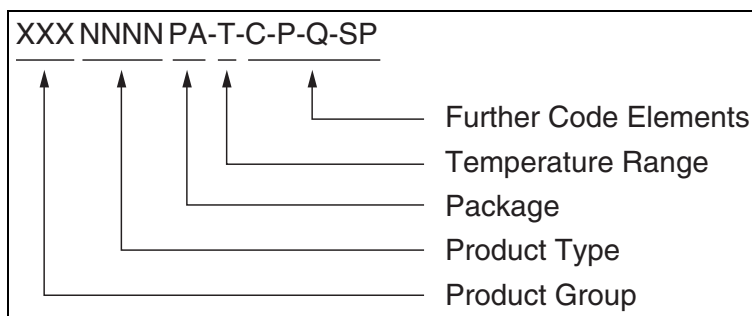 XXX NNNN PA-T-C-P-Q-SP
Further Code Elements
Temperature Range
Package
Product Type
Product Group